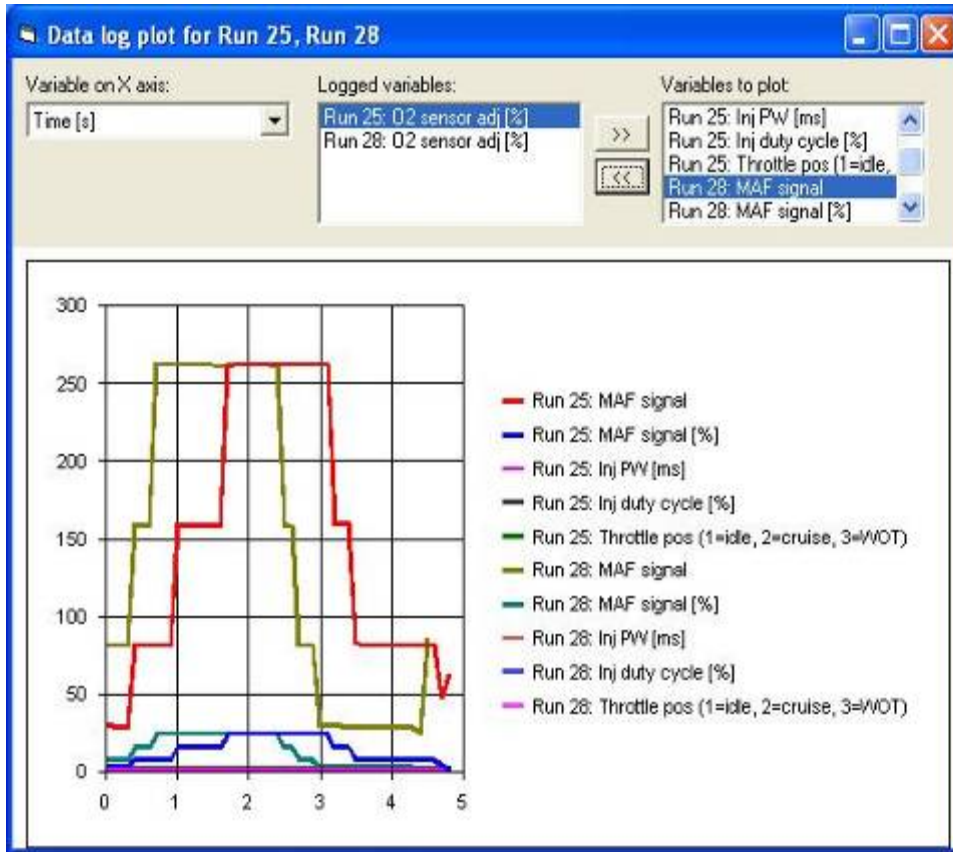 Data log plot for Run 25, Run 28
Variable on X axis:
Time [s]
Logged variables:
Run 25: O2 sensor adj [%]
Run 28: O2 sensor adj [%]
>>
<<
Variables to plot:
Run 25: Inj PW [ms]
Run 25: Inj duty cycle [%]
Run 25: Throttle pos (1=idle,
Run 28: MAF signal
Run 28: MAF signal [%]
300
250
200
150
100
50
0
0 1 2 3 4 5
Run 25: MAF signal
Run 25: MAF signal [%]
Run 25: Inj PW [ms]
Run 25: Inj duty cycle [%]
Run 25: Throttle pos (1=idle, 2=cruise, 3=WOT)
Run 28: MAF signal
Run 28: MAF signal [%]
Run 28: Inj PW [ms]
Run 28: Inj duty cycle [%]
Run 28: Throttle pos (1=idle, 2=cruise, 3=WOT)